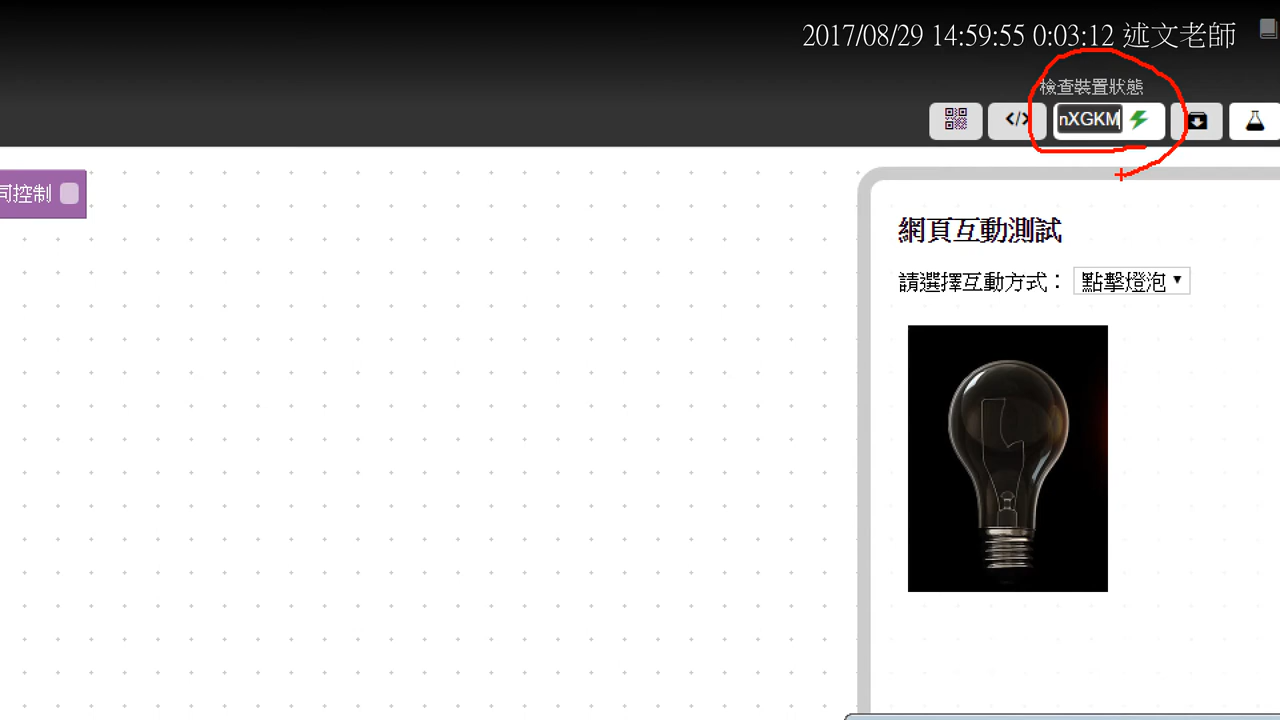 2017/08/29 14:59:55 0:03:12 述文老師
檢查裝置狀態
</> nXGKM
控制
網頁互動測試
請選擇互動方式： 點擊燈泡